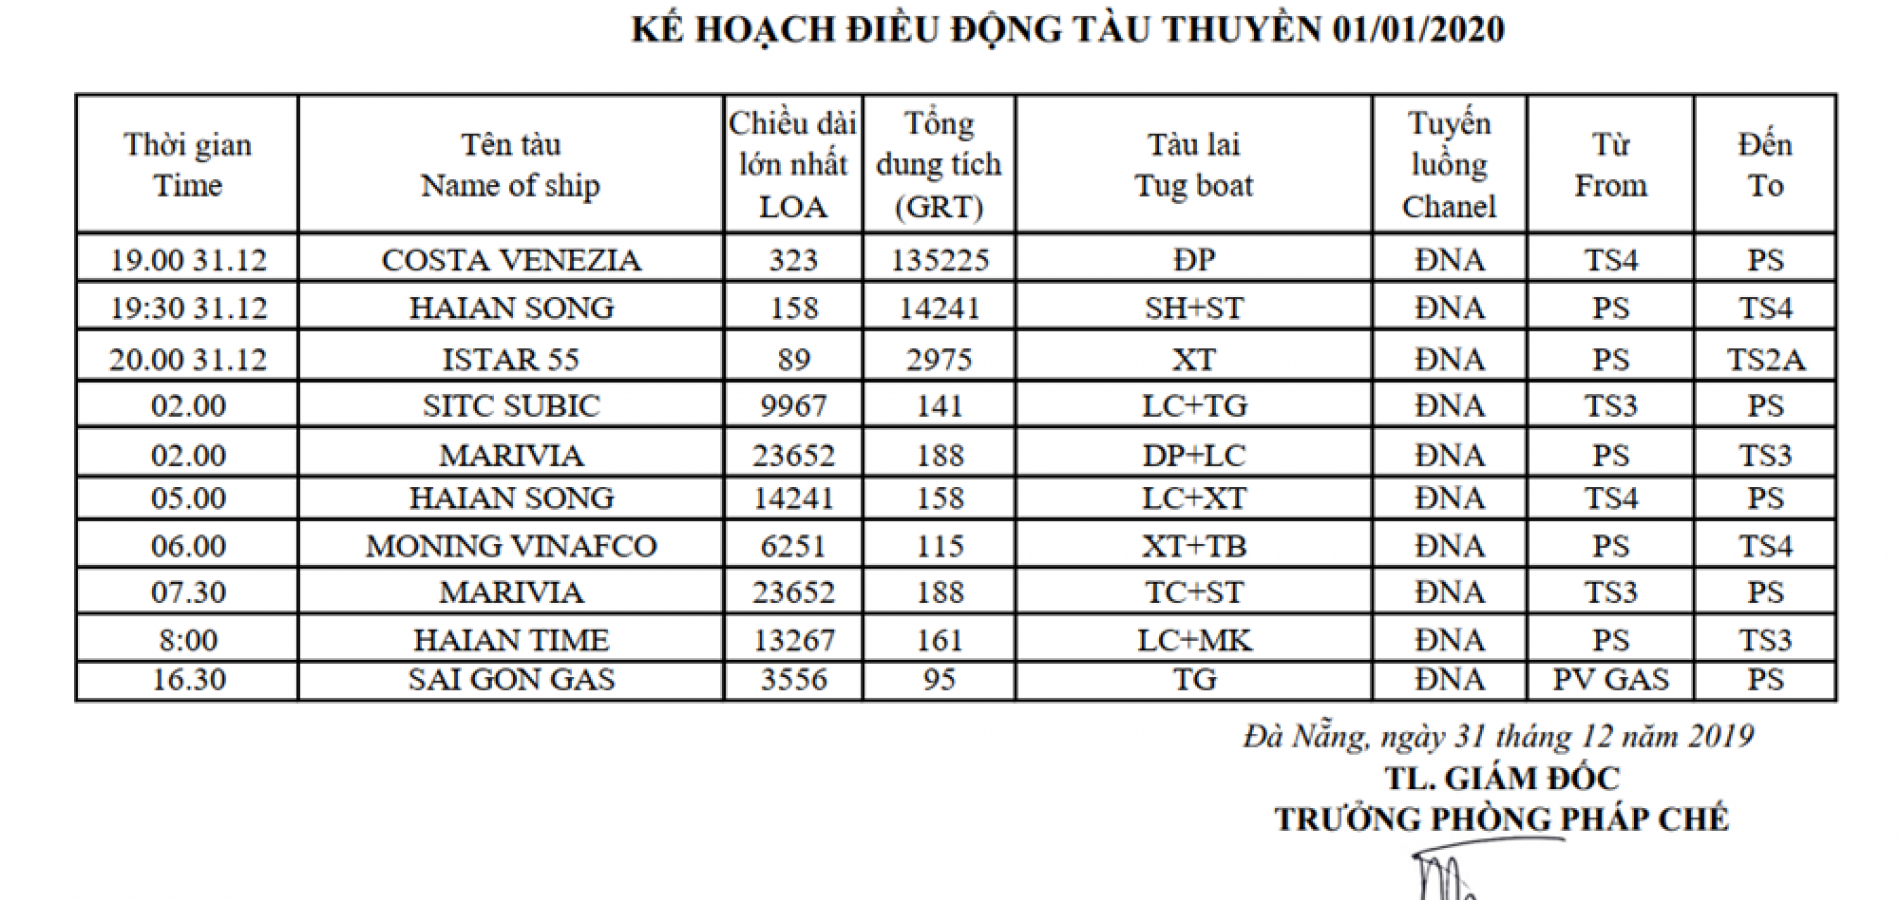 KẾ HOẠCH ĐIỀU ĐỘNG TÀU THUYỀN 01/01/2020
Thời gian Time Tên tàu Name of ship Chiều dài lớn nhất LOA Tổng dung tích (GRT) Tàu lai Tug boat Tuyến luồng Chanel Từ From Đến To
19.00 31.12 COSTA VENEZIA 323 135225 ĐP ĐNA TS4 PS
19:30 31.12 HAIAN SONG 158 14241 SH+ST ĐNA PS TS4
20.00 31.12 ISTAR 55 89 2975 XT ĐNA PS TS2A
02.00 SITC SUBIC 9967 141 LC+TG ĐNA TS3 PS
02.00 MARIVIA 23652 188 DP+LC ĐNA PS TS3
05.00 HAIAN SONG 14241 158 LC+XT ĐNA TS4 PS
06.00 MONING VINAFCO 6251 115 XT+TB ĐNA PS TS4
07.30 MARIVIA 23652 188 TC+ST ĐNA TS3 PS
8:00 HAIAN TIME 13267 161 LC+MK ĐNA PS TS3
16.30 SAI GON GAS 3556 95 TG ĐNA PV GAS PS
Đà Nẵng, ngày 31 tháng 12 năm 2019
TL. GIÁM ĐỐC
TRƯỞNG PHÒNG PHÁP CHẾ